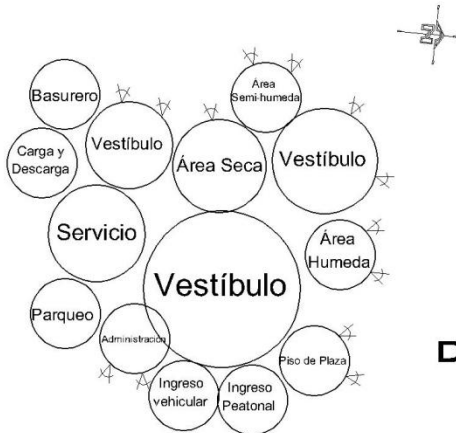 Área
Semi-humeda
Basurero
Vestíbulo
Carga y
Descarga
Área Seca
Vestíbulo
Servicio
Área
Humeda
Vestíbulo
Parqueo
Administración
Piso de Plaza
D
Ingreso
vehicular
Ingreso
Peatonal